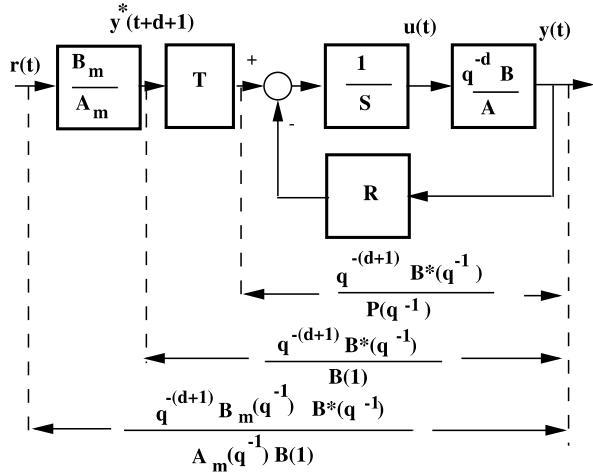 y*(t+d+1)
r(t)
B_m
A_m
T
+
-
1
S
u(t)
q^-d B
A
y(t)
R
q^-(d+1) B*(q^-1)
P(q^-1)
q^-(d+1) B*(q^-1)
B(1)
q^-(d+1) B_m(q^-1) B*(q^-1)
A_m(q^-1) B(1)